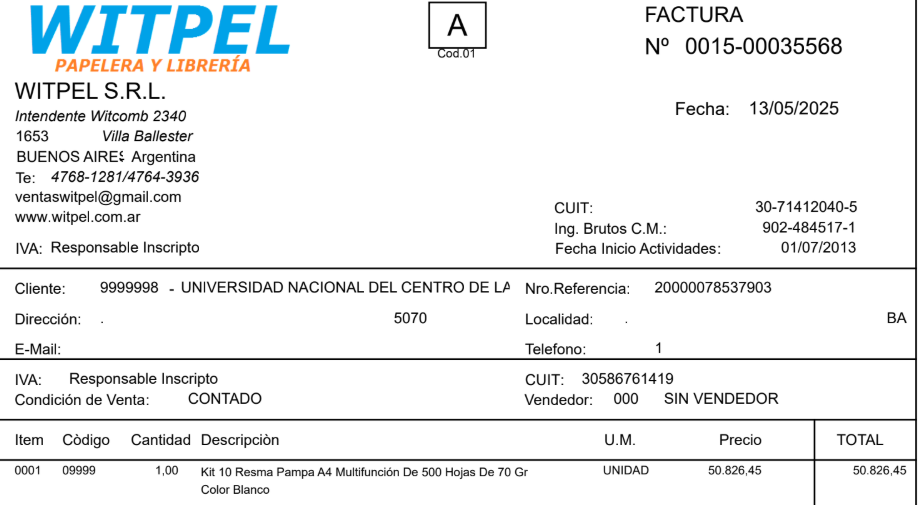 WITPEL
PAPELERA Y LIBRERÍA
A
Cod.01
FACTURA
Nº 0015-00035568
Fecha: 13/05/2025
WITPEL S.R.L.
Intendente Witcomb 2340
1653 Villa Ballester
BUENOS AIRES Argentina
Te: 4768-1281/4764-3936
ventaswitpel@gmail.com
www.witpel.com.ar
IVA: Responsable Inscripto
CUIT: 30-71412040-5
Ing. Brutos C.M.: 902-484517-1
Fecha Inicio Actividades: 01/07/2013
Cliente: 9999998 - UNIVERSIDAD NACIONAL DEL CENTRO DE LA Nro.Referencia: 20000078537903
Dirección: . 5070 Localidad: . BA
E-Mail: Telefono: 1
IVA: Responsable Inscripto CUIT: 30586761419
Condición de Venta: CONTADO Vendedor: 000 SIN VENDEDOR
Item Còdigo Cantidad Descripciòn U.M. Precio TOTAL
0001 09999 1,00 Kit 10 Resma Pampa A4 Multifunción De 500 Hojas De 70 Gr UNIDAD 50.826,45 50.826,45
Color Blanco